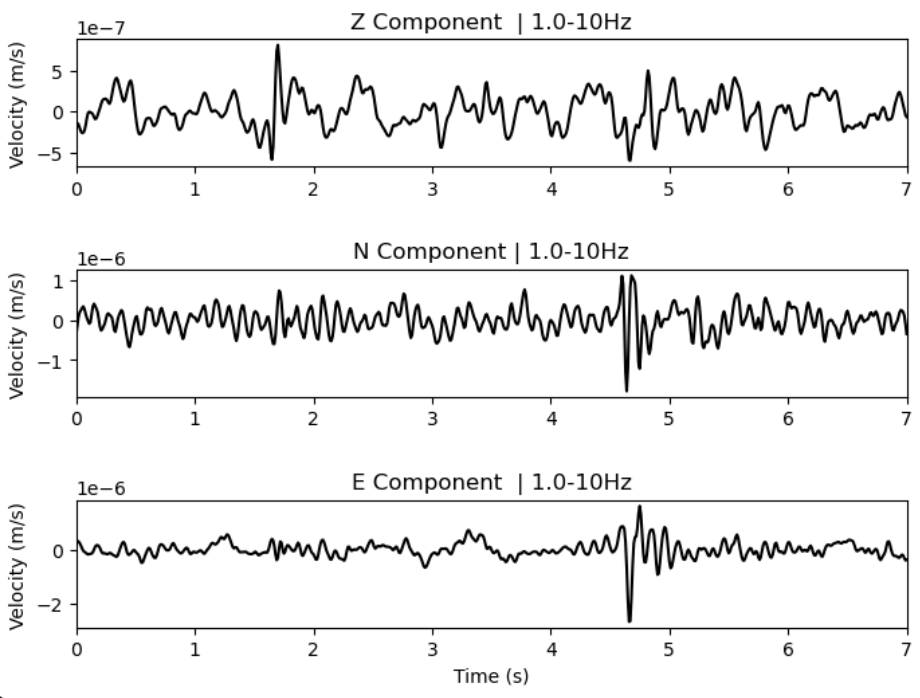 Z Component | 1.0-10Hz
1e−7
Velocity (m/s)
5
0
−5
0 1 2 3 4 5 6 7
N Component | 1.0-10Hz
1e−6
Velocity (m/s)
1
0
−1
0 1 2 3 4 5 6 7
E Component | 1.0-10Hz
1e−6
Velocity (m/s)
0
−2
0 1 2 3 4 5 6 7
Time (s)